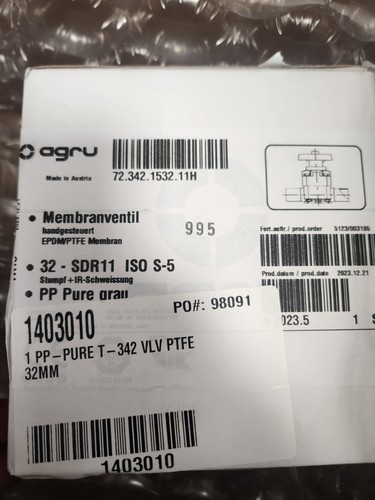 agru
Made in Austria
72.342.1532.11H
• Membranventil
handgesteuert
EPDM/PTFE Membran
995
Fert.auftr./ prod.order 5123/083185
• 32 - SDR11 ISO S-5
Stumpf+IR-Schweissung
Prod.datum / prod.date 2023.12.21
• PP Pure grau
023.5 1
PO#: 98091
1403010
1 PP-PURE T-342 VLV PTFE
32MM
1403010